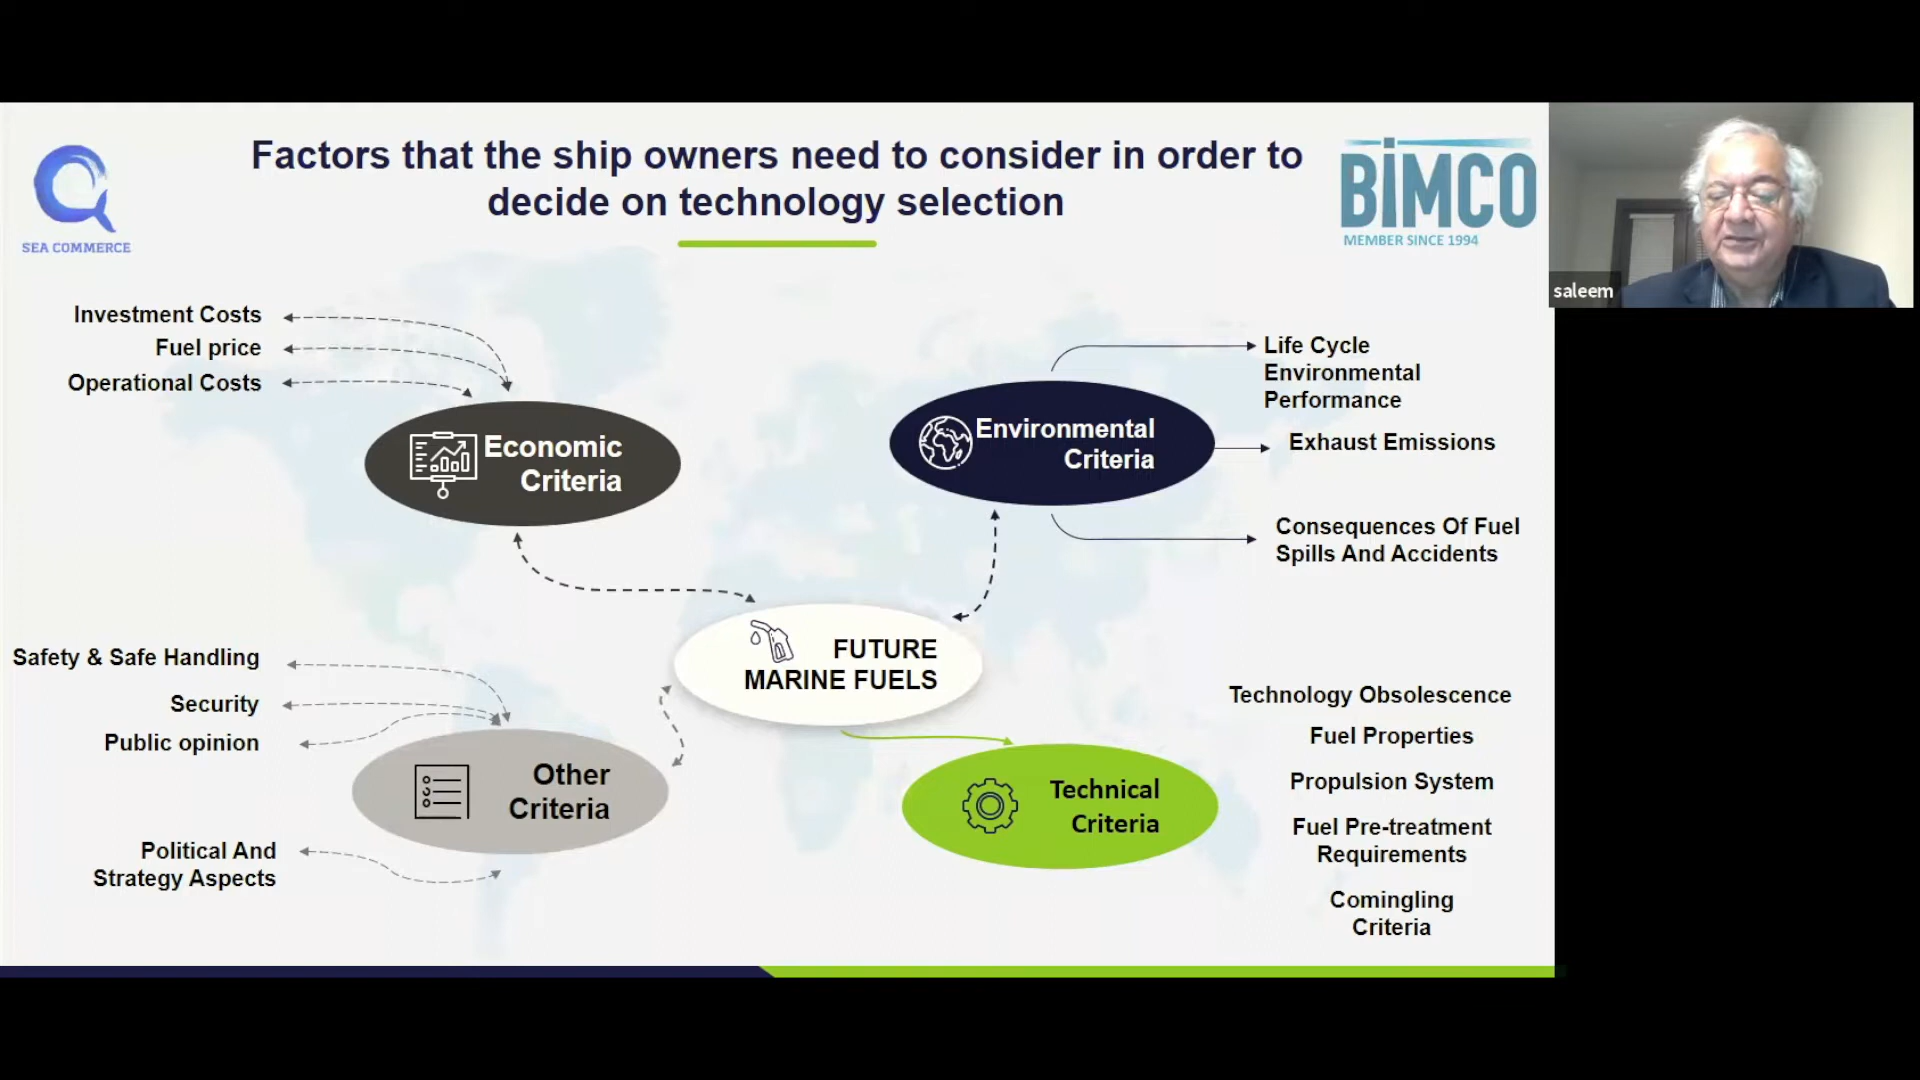 Factors that the ship owners need to consider in order to
decide on technology selection
SEA COMMERCE
BIMCO
MEMBER SINCE 1994
saleem
Investment Costs
Fuel price
Operational Costs
Economic
Criteria
Environmental
Criteria
Life Cycle
Environmental
Performance
Exhaust Emissions
Consequences Of Fuel
Spills And Accidents
FUTURE
MARINE FUELS
Safety & Safe Handling
Security
Public opinion
Other
Criteria
Political And
Strategy Aspects
Technical
Criteria
Technology Obsolescence
Fuel Properties
Propulsion System
Fuel Pre-treatment
Requirements
Comingling
Criteria